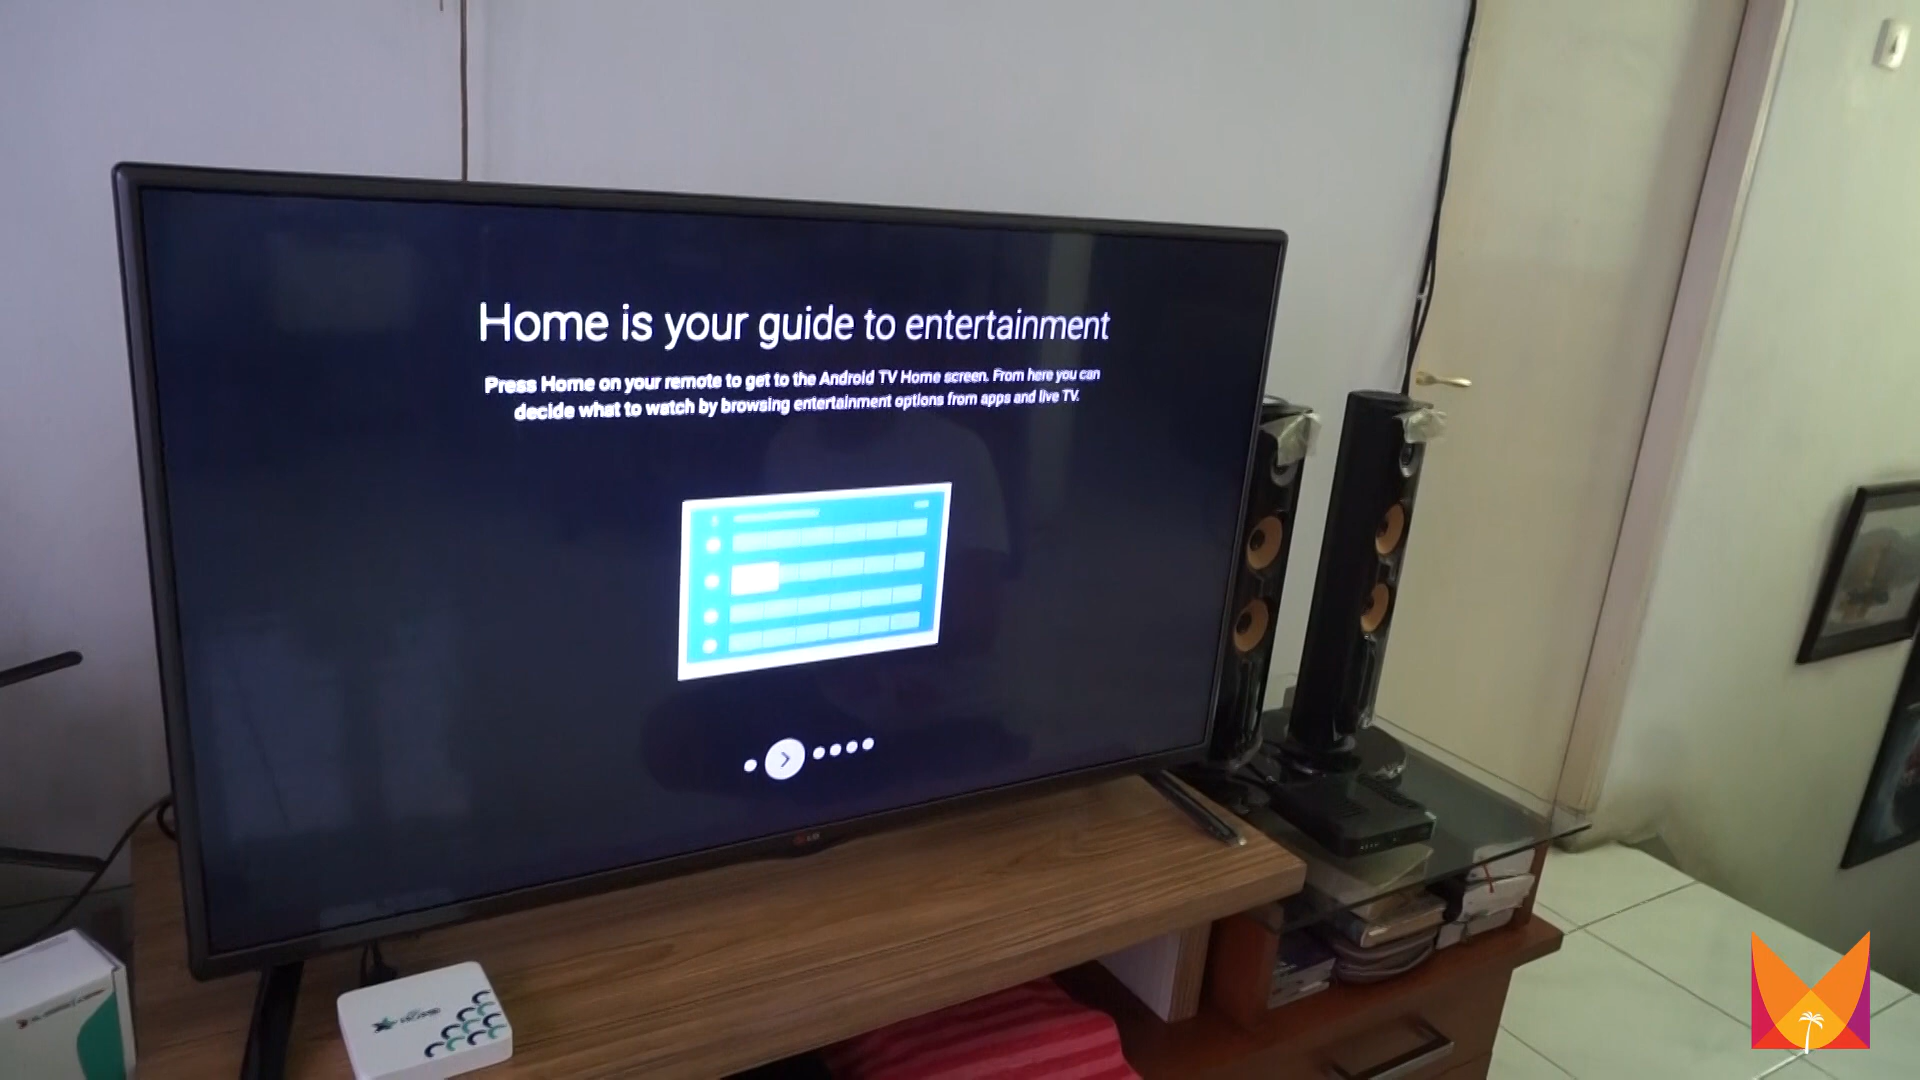 Home is your guide to entertainment
Press Home on your remote to get to the Android TV Home screen. From here you can
decide what to watch by browsing entertainment options from apps and live TV.
LG